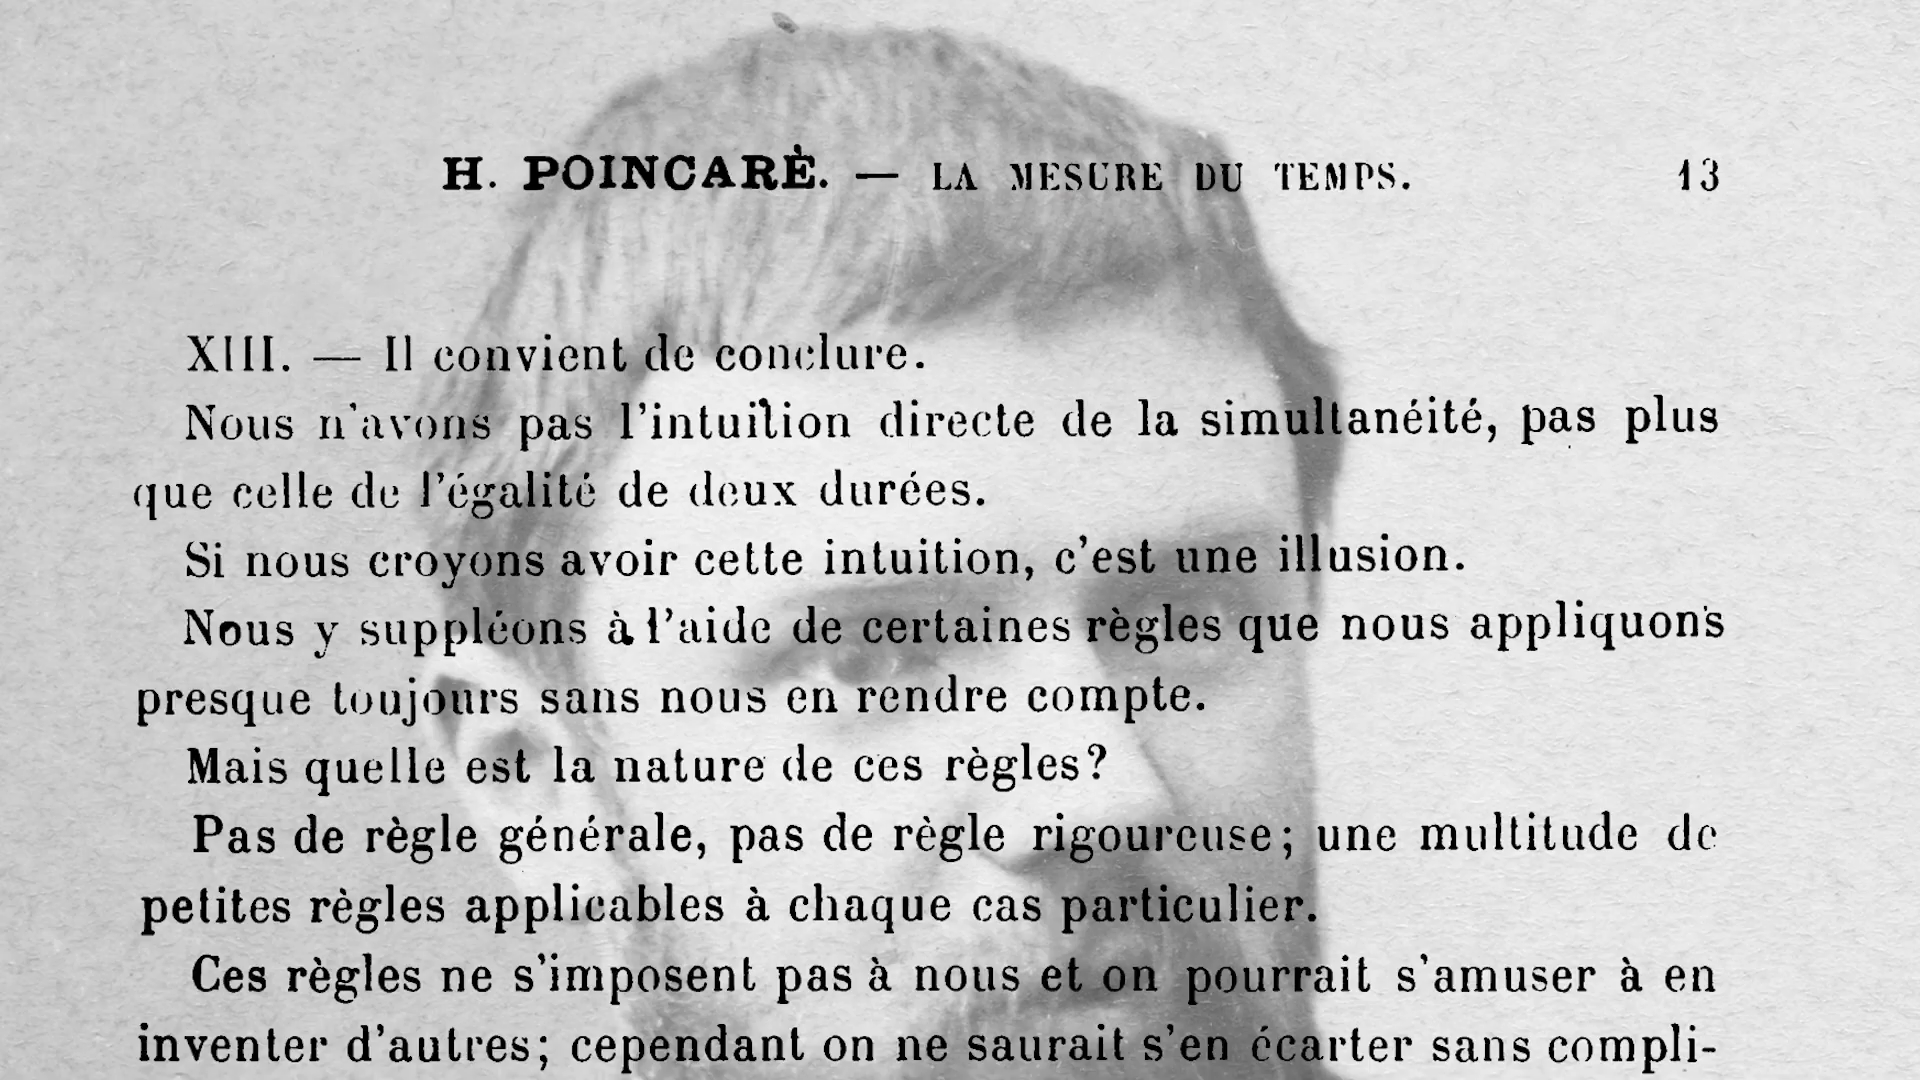 H. POINCARÉ. — LA MESURE DU TEMPS. 13
XIII. — Il convient de conclure.
Nous n'avons pas l'intuition directe de la simultanéité, pas plus
que celle de l'égalité de deux durées.
Si nous croyons avoir cette intuition, c'est une illusion.
Nous y suppléons à l'aide de certaines règles que nous appliquons
presque toujours sans nous en rendre compte.
Mais quelle est la nature de ces règles?
Pas de règle générale, pas de règle rigoureuse; une multitude de
petites règles applicables à chaque cas particulier.
Ces règles ne s'imposent pas à nous et on pourrait s'amuser à en
inventer d'autres; cependant on ne saurait s'en écarter sans compli-